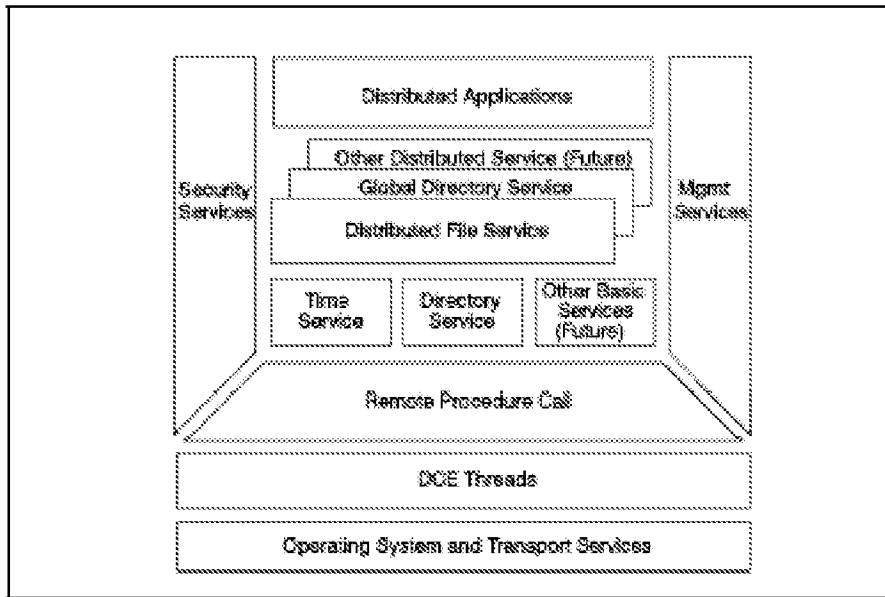 Distributed Applications
Other Distributed Service (Future)
Global Directory Service
Distributed File Service
Security
Services
Mgmt
Services
Time
Service
Directory
Service
Other Basic
Services
(Future)
Remote Procedure Call
DCE Threads
Operating System and Transport Services